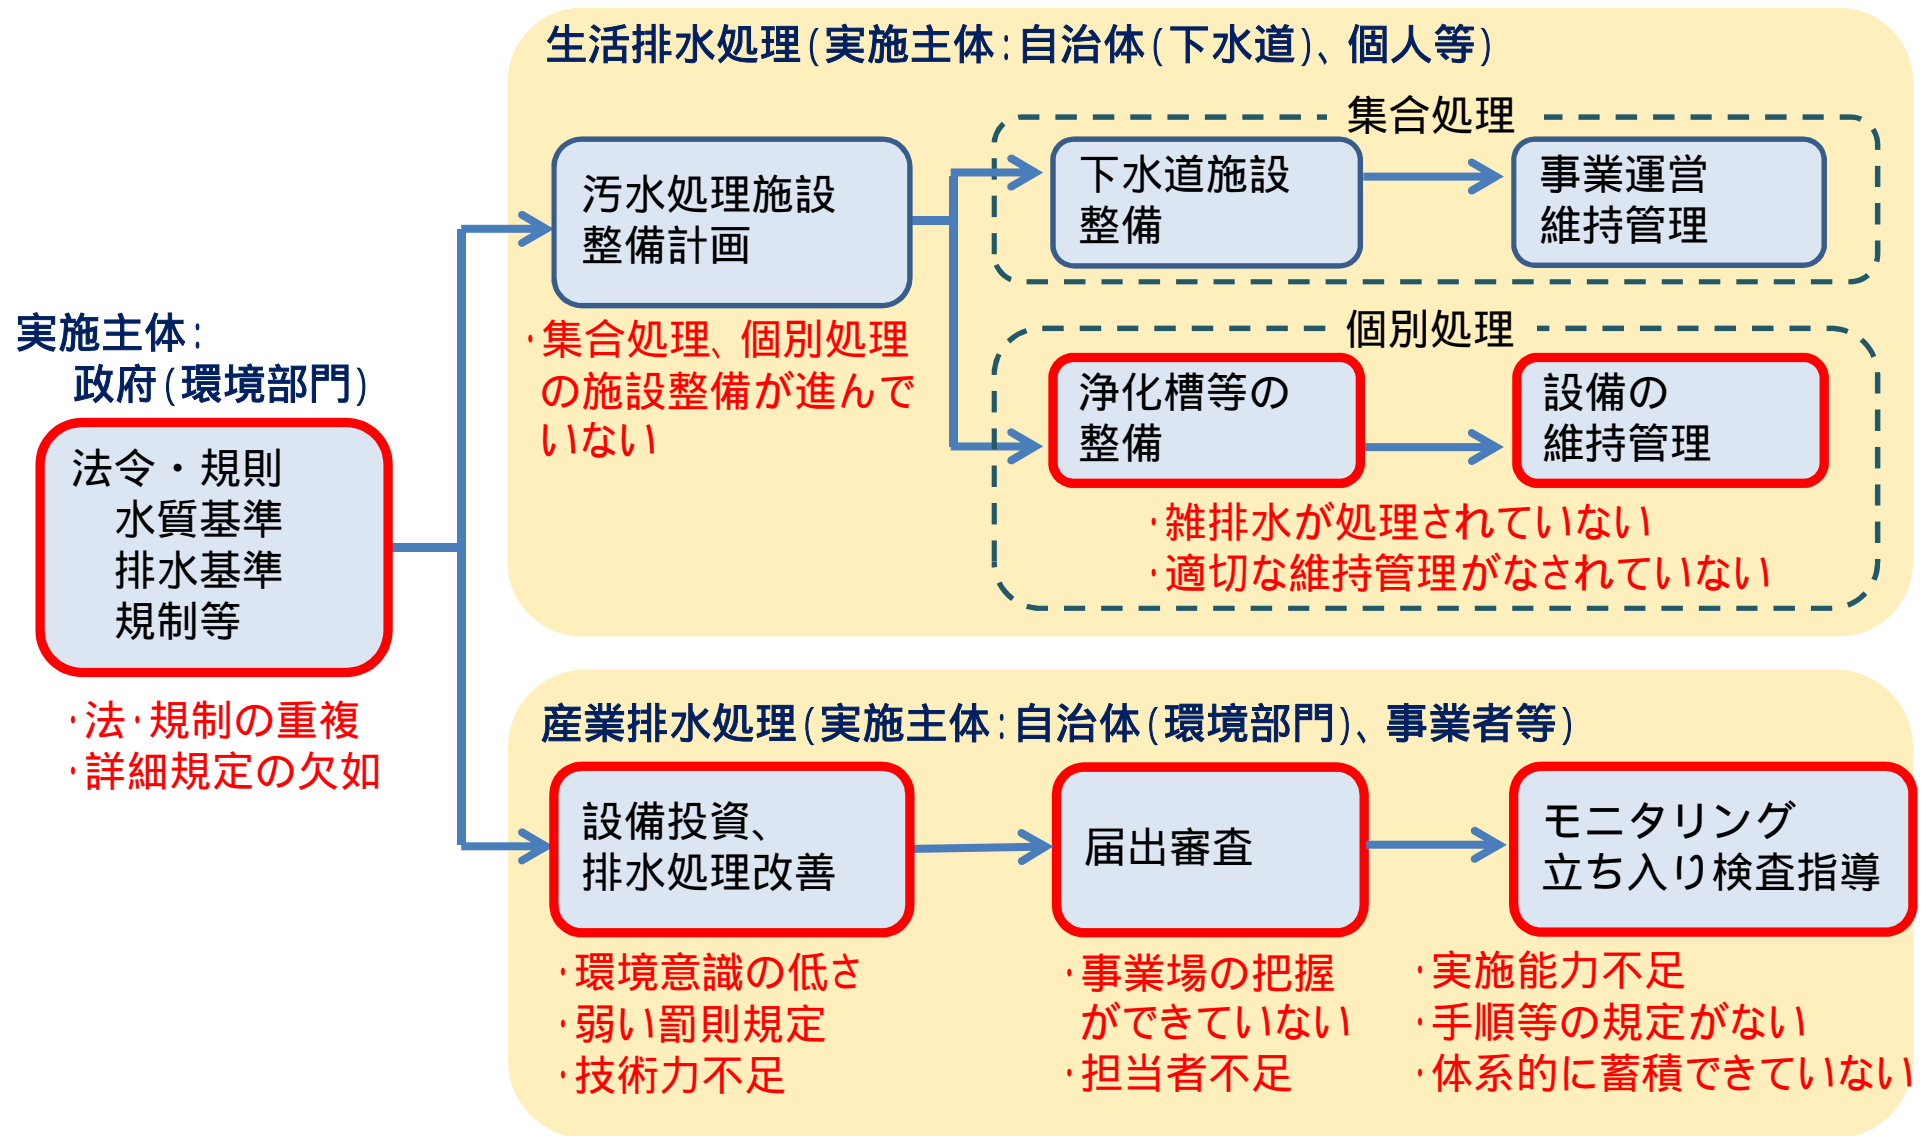 実施主体:
政府(環境部門)
法令・規則
水質基準
排水基準
規制等
・法・規制の重複
・詳細規定の欠如
生活排水処理(実施主体:自治体(下水道)、個人等)
汚水処理施設
整備計画
・集合処理、個別処理
の施設整備が進んで
いない
集合処理
下水道施設
整備
事業運営
維持管理
個別処理
浄化槽等の
整備
設備の
維持管理
・雑排水が処理されていない
・適切な維持管理がなされていない
産業排水処理(実施主体:自治体(環境部門)、事業者等)
設備投資、
排水処理改善
・環境意識の低さ
・弱い罰則規定
・技術力不足
届出審査
・事業場の把握
ができていない
・担当者不足
モニタリング
立ち入り検査指導
・実施能力不足
・手順等の規定がない
・体系的に蓄積できていない